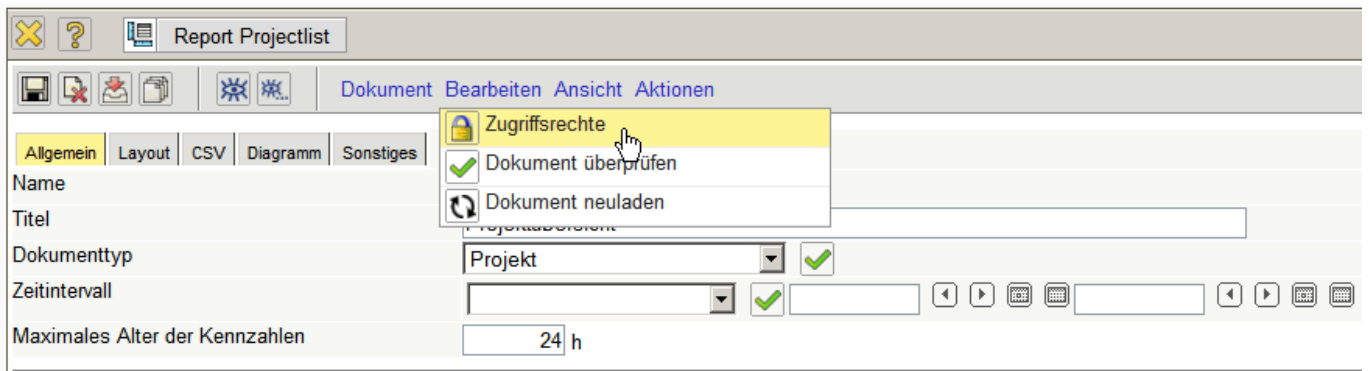 Report Projectlist
Dokument Bearbeiten Ansicht Aktionen
Zugriffsrechte
Dokument überprüfen
Dokument neuladen
Allgemein Layout CSV Diagramm Sonstiges
Name
Titel
Dokumenttyp Projekt
Zeitintervall
Maximales Alter der Kennzahlen 24 h